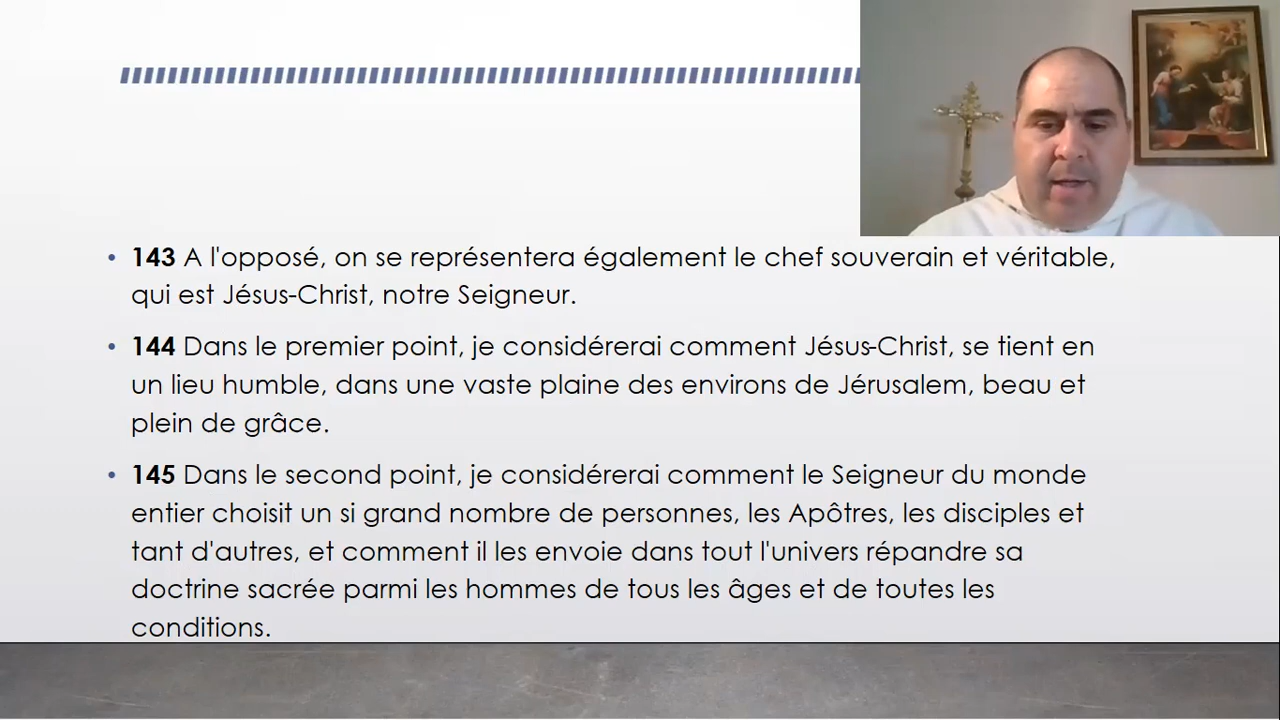 • 143 A l'opposé, on se représentera également le chef souverain et véritable,
qui est Jésus-Christ, notre Seigneur.
• 144 Dans le premier point, je considérerai comment Jésus-Christ, se tient en
un lieu humble, dans une vaste plaine des environs de Jérusalem, beau et
plein de grâce.
• 145 Dans le second point, je considérerai comment le Seigneur du monde
entier choisit un si grand nombre de personnes, les Apôtres, les disciples et
tant d'autres, et comment il les envoie dans tout l'univers répandre sa
doctrine sacrée parmi les hommes de tous les âges et de toutes les
conditions.